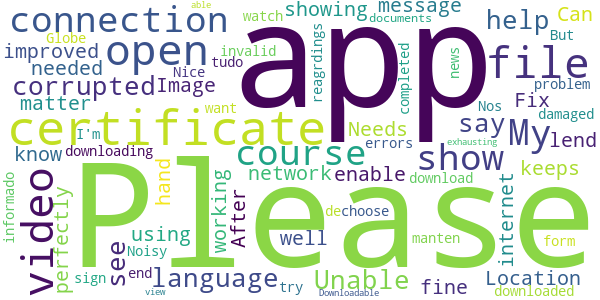 able
connection
showing
message
Can
Globe
open
watch
documents
help
But
improved
invalid
reagrdings
completed
news
needed
Nice
tudo
app
file
problem
corrupted
Image
Fix
Nos
damaged
matter
want
certificate
Needs
say
My
lend
I'm
errors
know
downloading
course
show
keeps
video
perfectly
hand
network
enable
download
internet
informado
see
working
After
Please
de
choose
manten
form
using
Noisy
well
Location
end
language
Unable
fine
downloaded
sign
try
exhausting
view
Downloadable